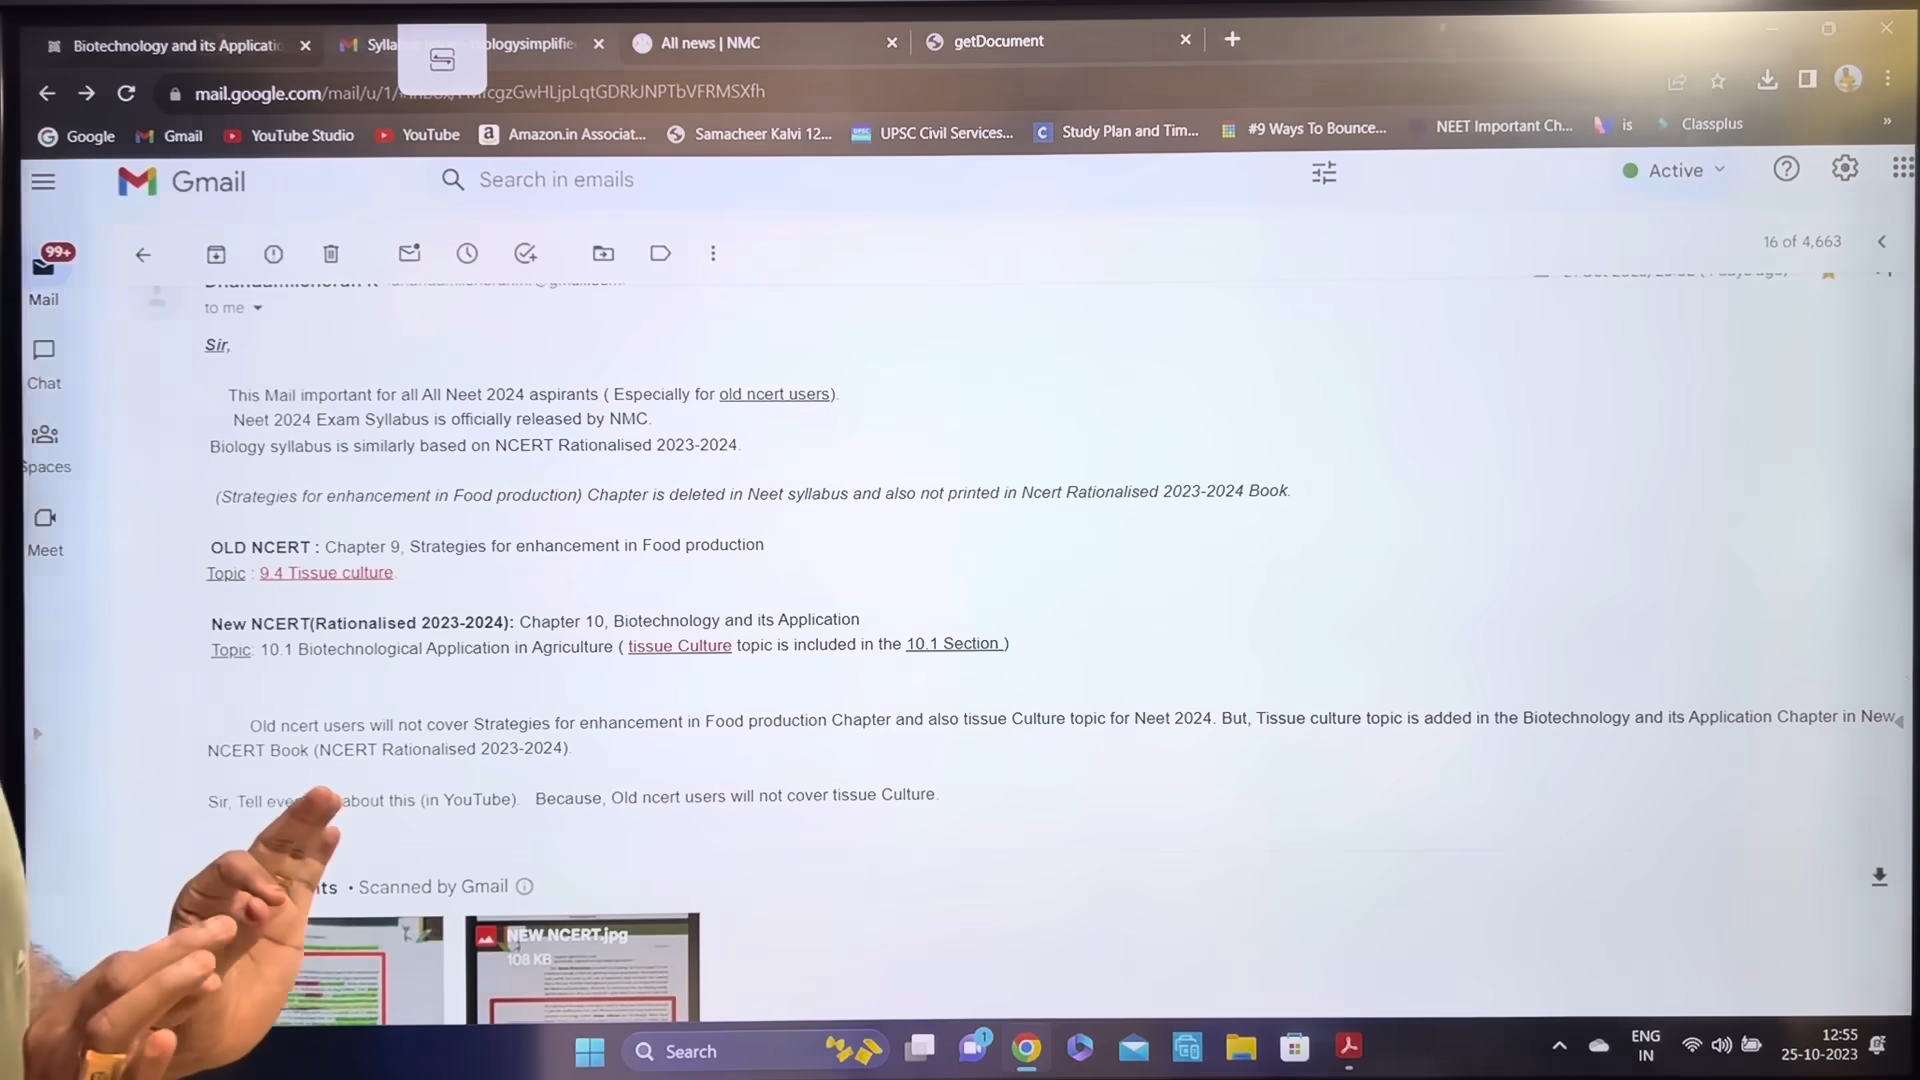 Biotechnology and its Applicatio
Sylla
ologysimplifie
All news | NMC
getDocument
mail.google.com/mail/u/1/
Google
Gmail
YouTube Studio
YouTube
Amazon.in Associat...
Samacheer Kalvi 12...
UPSC Civil Services...
Study Plan and Tim...
#9 Ways To Bounce...
NEET Important Ch...
is
Classplus
»
Gmail
Search in emails
Active
99+
16 of 4,663
Mail
to me
Sir,
Chat
This Mail important for all All Neet 2024 aspirants ( Especially for old ncert users).
Neet 2024 Exam Syllabus is officially released by NMC.
Biology syllabus is similarly based on NCERT Rationalised 2023-2024.
Spaces
(Strategies for enhancement in Food production) Chapter is deleted in Neet syllabus and also not printed in Ncert Rationalised 2023-2024 Book.
Meet
OLD NCERT : Chapter 9, Strategies for enhancement in Food production
Topic : 9.4 Tissue culture.
New NCERT(Rationalised 2023-2024): Chapter 10, Biotechnology and its Application
Topic: 10.1 Biotechnological Application in Agriculture ( tissue Culture topic is included in the 10.1 Section )
Old ncert users will not cover Strategies for enhancement in Food production Chapter and also tissue Culture topic for Neet 2024. But, Tissue culture topic is added in the Biotechnology and its Application Chapter in New
NCERT Book (NCERT Rationalised 2023-2024).
Sir, Tell about this (in YouTube). Because, Old ncert users will not cover tissue Culture.
• Scanned by Gmail
NEW NCERT.jpg
108 KB
Search
1
ENG
IN
12:55
25-10-2023